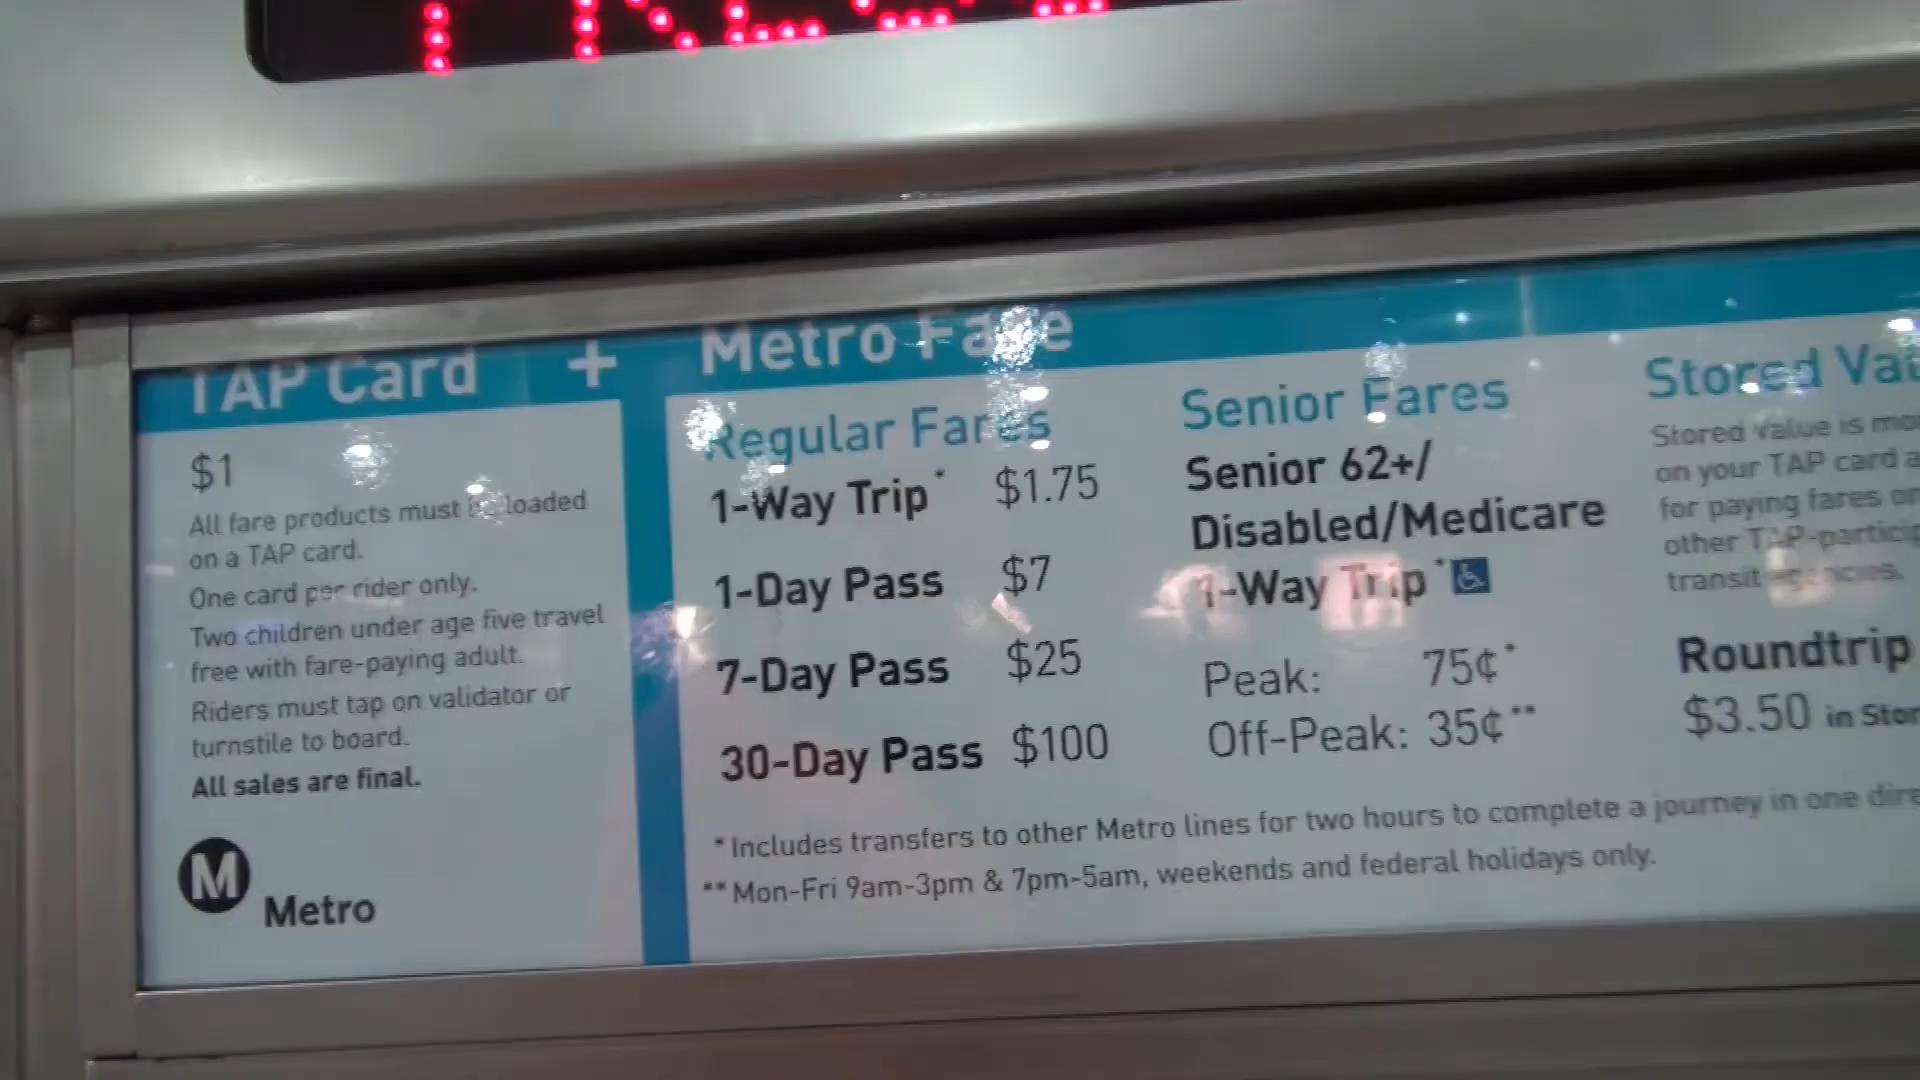 TAP Card + Metro Fare
$1
All fare products must be loaded
on a TAP card.
One card per rider only.
Two children under age five travel
free with fare-paying adult.
Riders must tap on validator or
turnstile to board.
All sales are final.
M Metro
Regular Fares
1-Way Trip* $1.75
1-Day Pass $7
7-Day Pass $25
30-Day Pass $100
Senior Fares
Senior 62+/
Disabled/Medicare
1-Way Trip*
Peak: 75¢*
Off-Peak: 35¢**
Stored
Stored Value is
on your TAP card
for paying fares
other
transit agencies.
Roundtrip
$3.50 in
*Includes transfers to other Metro lines for two hours to complete a journey in one
**Mon-Fri 9am-3pm & 7pm-5am, weekends and federal holidays only.